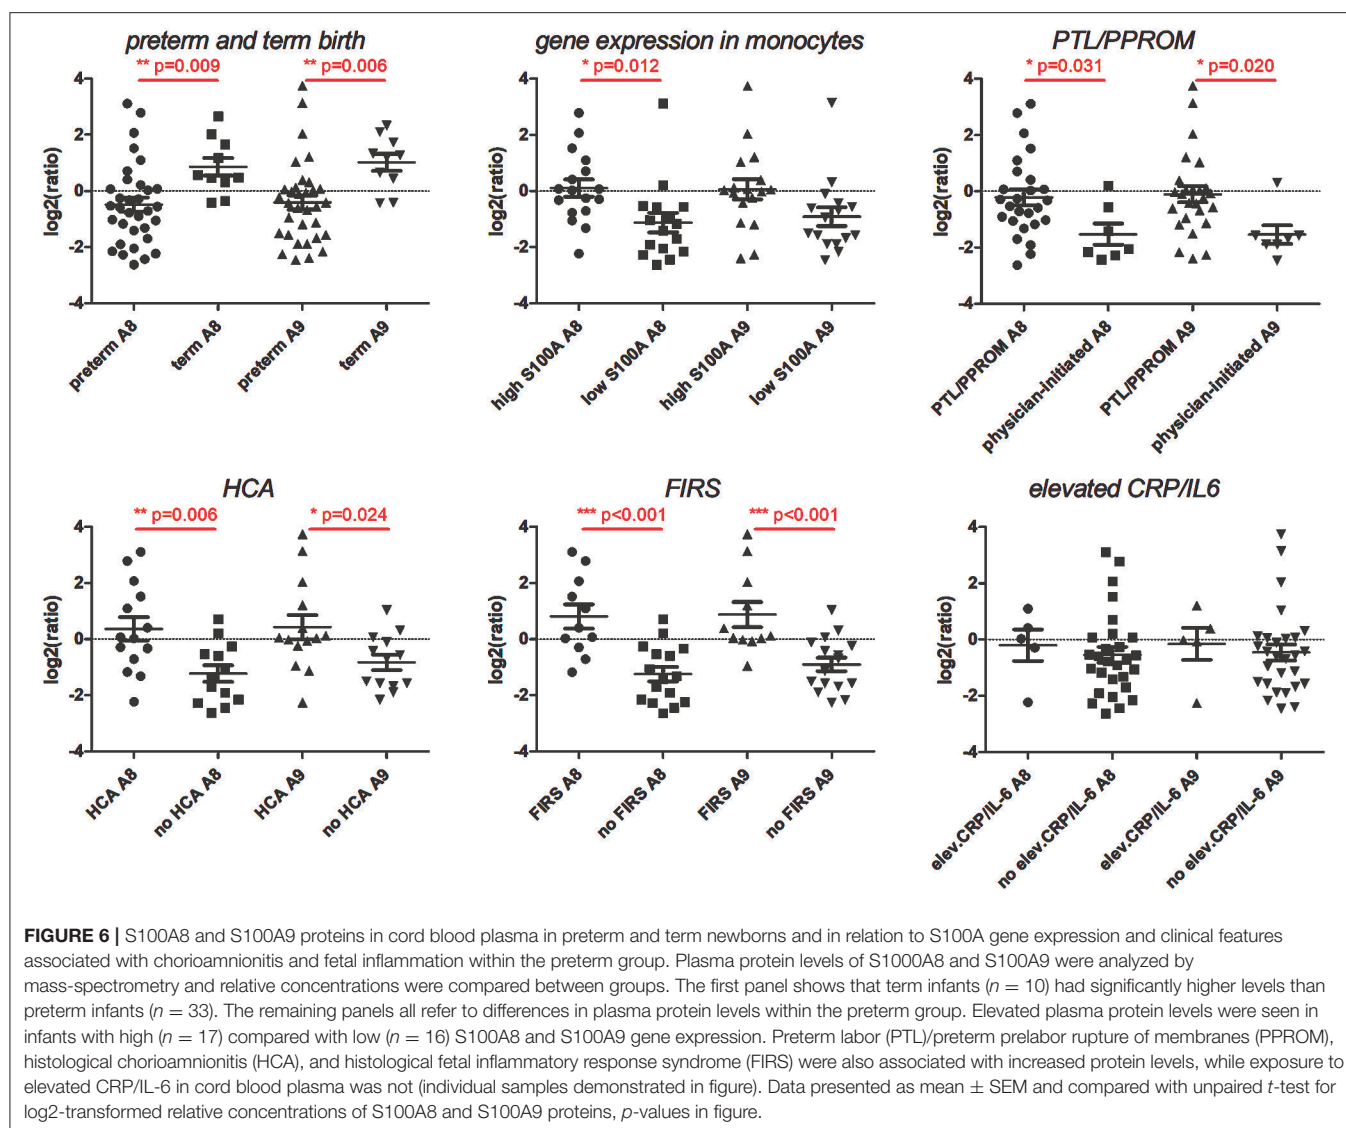 preterm and term birth
** p=0.009
** p=0.006
4
2
0
-2
-4
log2(ratio)
preterm A8
term A8
preterm A9
term A9
gene expression in monocytes
* p=0.012
4
2
0
-2
-4
log2(ratio)
high S100A A8
low S100A A8
high S100A A9
low S100A A9
PTL/PPROM
* p=0.031
* p=0.020
4
2
0
-2
-4
log2(ratio)
PTL/PPROM A8
physician-initiated A8
PTL/PPROM A9
physician-initiated A9
HCA
** p=0.006
* p=0.024
4
2
0
-2
-4
log2(ratio)
HCA A8
no HCA A8
HCA A9
no HCA A9
FIRS
*** p<0.001
*** p<0.001
4
2
0
-2
-4
log2(ratio)
FIRS A8
no FIRS A8
FIRS A9
no FIRS A9
elevated CRP/IL6
4
2
0
-2
-4
log2(ratio)
elev.CRP/IL-6 A8
no elev.CRP/IL-6 A8
elev.CRP/IL-6 A9
no elev.CRP/IL-6 A9
FIGURE 6 | S100A8 and S100A9 proteins in cord blood plasma in preterm and term newborns and in relation to S100A gene expression and clinical features
associated with chorioamnionitis and fetal inflammation within the preterm group. Plasma protein levels of S1000A8 and S100A9 were analyzed by
mass-spectrometry and relative concentrations were compared between groups. The first panel shows that term infants (n = 10) had significantly higher levels than
preterm infants (n = 33). The remaining panels all refer to differences in plasma protein levels within the preterm group. Elevated plasma protein levels were seen in
infants with high (n = 17) compared with low (n = 16) S100A8 and S100A9 gene expression. Preterm labor (PTL)/preterm prelabor rupture of membranes (PPROM),
histological chorioamnionitis (HCA), and histological fetal inflammatory response syndrome (FIRS) were also associated with increased protein levels, while exposure to
elevated CRP/IL-6 in cord blood plasma was not (individual samples demonstrated in figure). Data presented as mean ± SEM and compared with unpaired t-test for
log2-transformed relative concentrations of S100A8 and S100A9 proteins, p-values in figure.